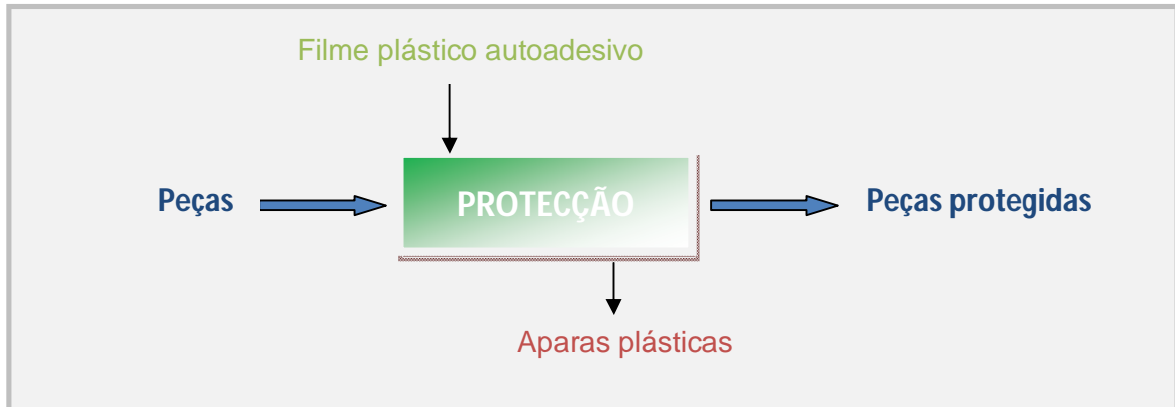 Filme plástico autoadesivo
Peças
PROTECÇÃO
Peças protegidas
Aparas plásticas